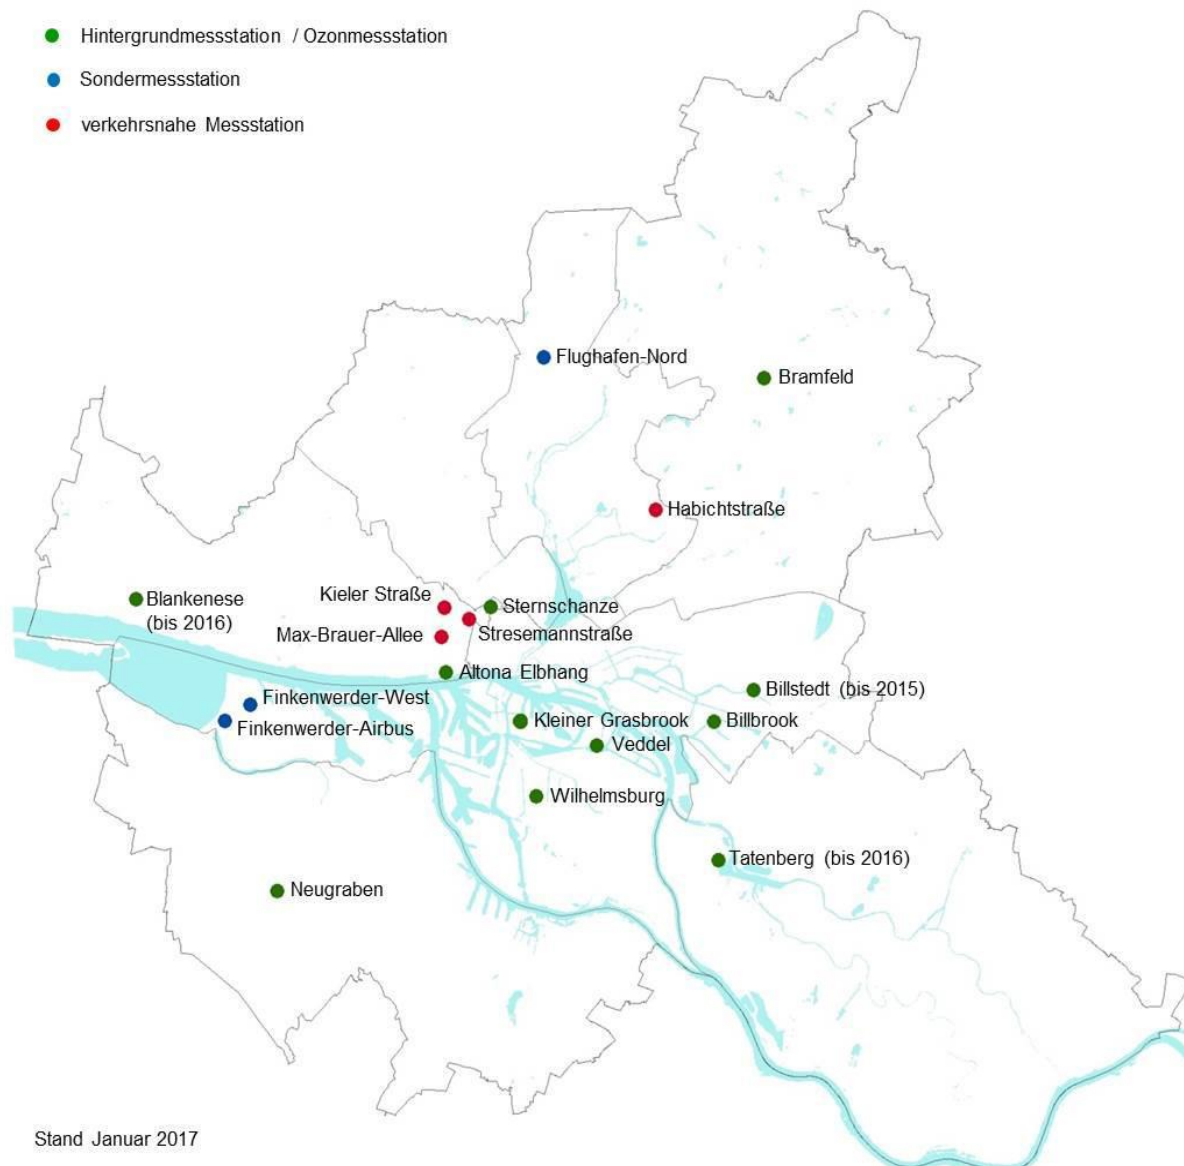 Hintergrundmessstation / Ozonmessstation
Sondermessstation
verkehrsnahe Messstation
Flughafen-Nord
Bramfeld
Habichtstraße
Blankenese
(bis 2016)
Kieler Straße
Sternschanze
Stresemannstraße
Max-Brauer-Allee
Altona Elbhang
Finkenwerder-West
Finkenwerder-Airbus
Billstedt (bis 2015)
Kleiner Grasbrook
Billbrook
Veddel
Wilhelmsburg
Tatenberg (bis 2016)
Neugraben
Stand Januar 2017